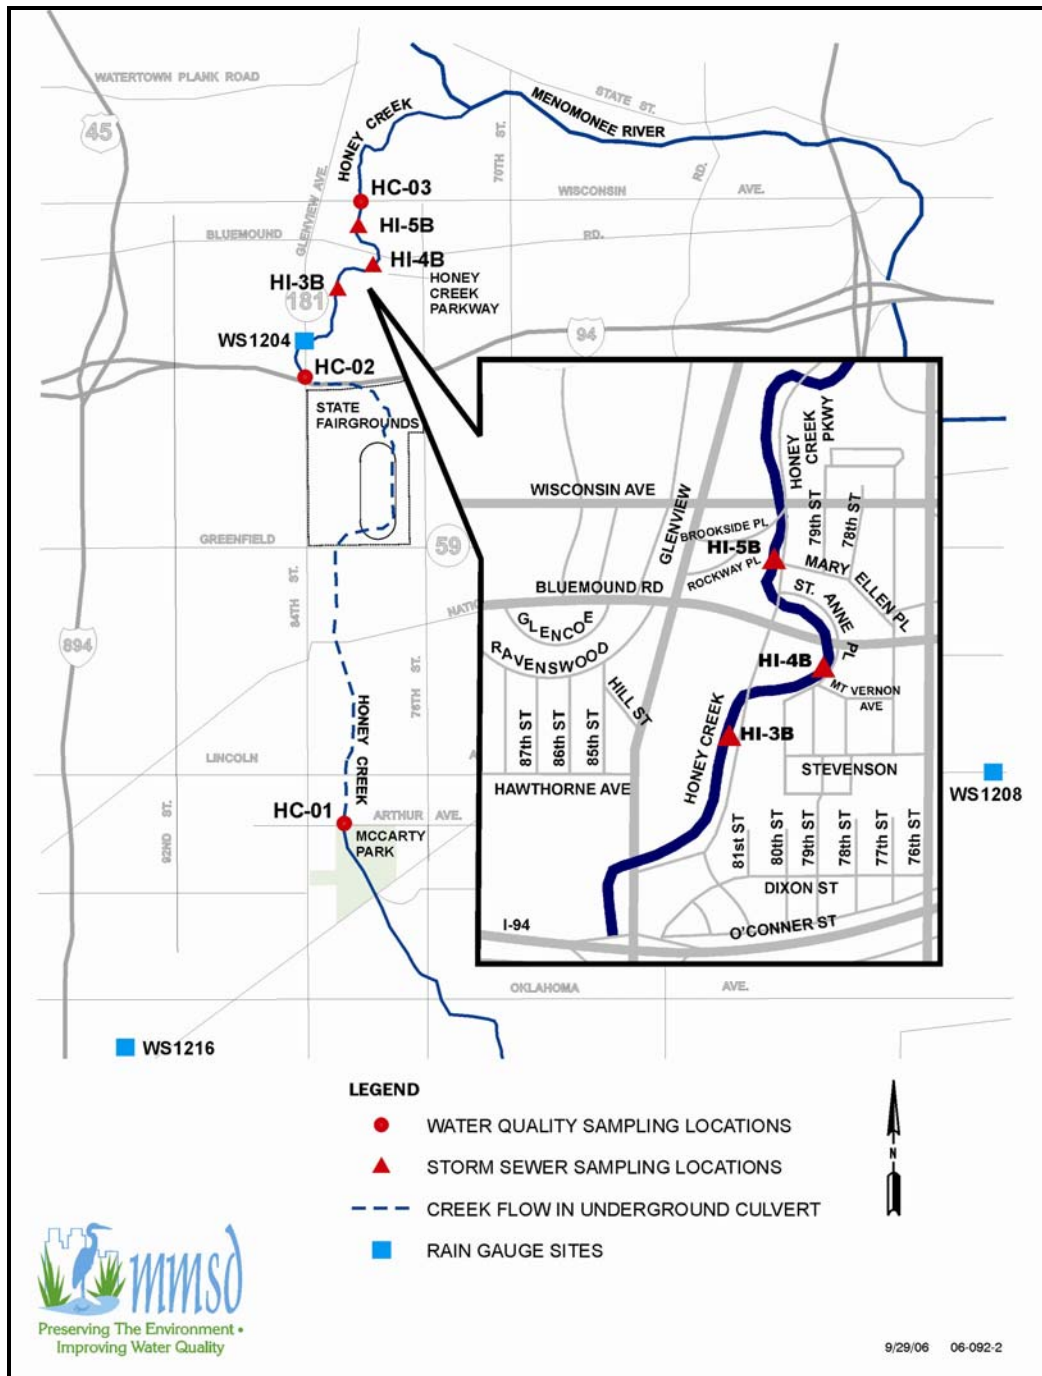 WATERTOWN PLANK ROAD
45
HONEY CREEK
STATE ST.
MENOMONEE RIVER
70TH ST.
GLENVIEW AVE.
RD.
HC-03
WISCONSIN AVE.
HI-5B
BLUEMOUND RD.
HI-4B
HI-3B
HONEY
CREEK
PARKWAY
181
WS1204
94
HC-02
STATE
FAIRGROUNDS
GREENFIELD
59
84TH ST.
NATIO
894
76TH ST.
HONEY CREEK
LINCOLN
A
HC-01
ARTHUR AVE.
MCCARTY
PARK
92ND ST.
OKLAHOMA AVE.
WS1216
WS1208
HONEY
CREEK
PKWY
WISCONSIN AVE
GLENVIEW
79th ST
78th ST
BROOKSIDE PL
HI-5B
ROCKWAY PL
MARY ELLEN PL
BLUEMOUND RD
ST. ANNE PL
GLENCOE
RAVENSWOOD
HI-4B
MT VERNON
AVE
HILL ST
87th ST
86th ST
85th ST
HONEY CREEK
HI-3B
STEVENSON
HAWTHORNE AVE
81st ST
80th ST
79th ST
78th ST
77th ST
76th ST
DIXON ST
I-94
O'CONNER ST
LEGEND
WATER QUALITY SAMPLING LOCATIONS
STORM SEWER SAMPLING LOCATIONS
CREEK FLOW IN UNDERGROUND CULVERT
RAIN GAUGE SITES
N
mmsd
Preserving The Environment •
Improving Water Quality
9/29/06 06-092-2